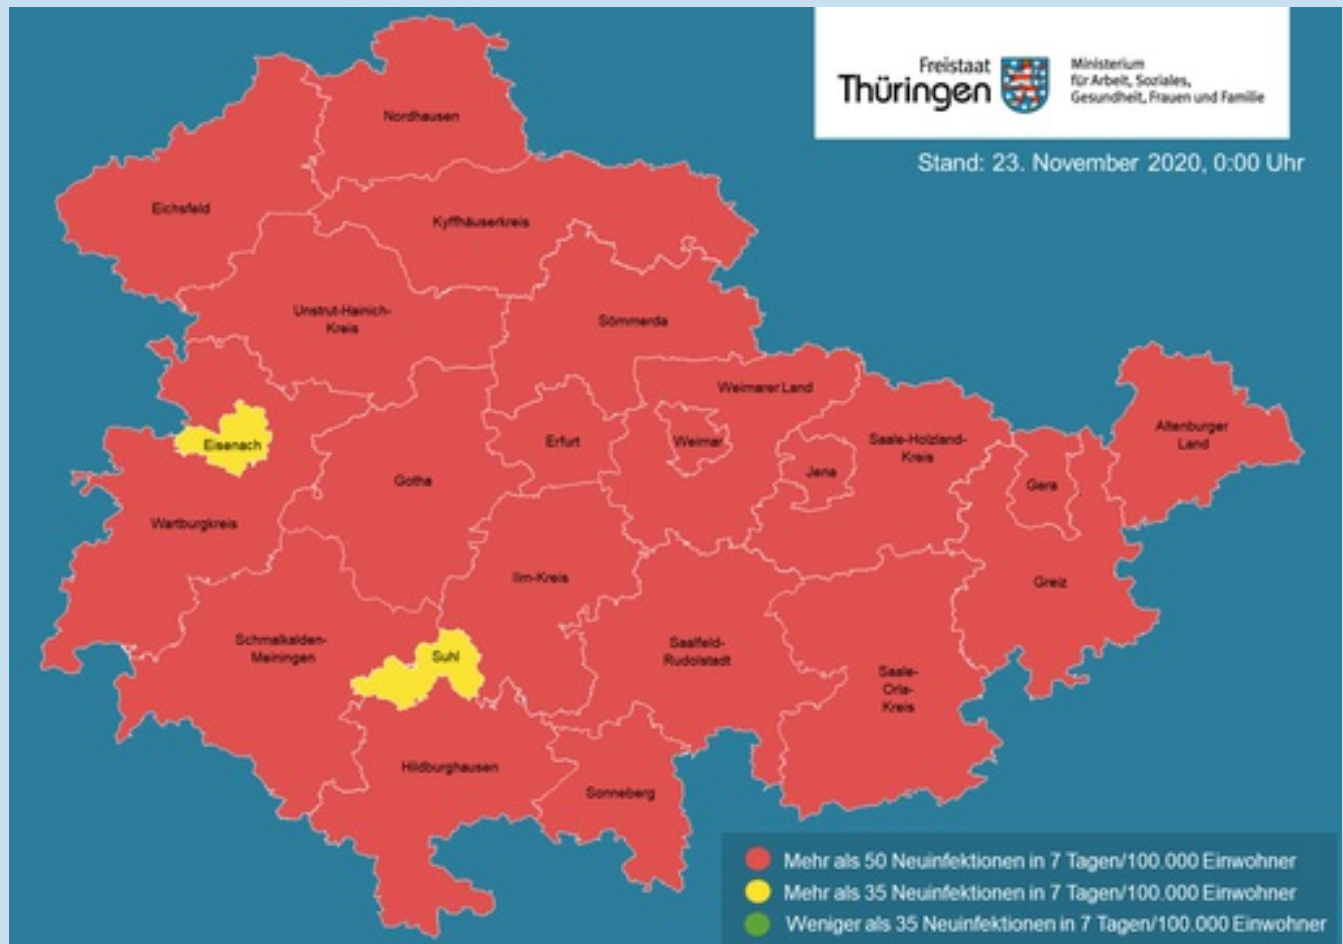 Freistaat
Thüringen
Ministerium
für Arbeit, Soziales,
Gesundheit, Frauen und Familie
Stand: 23. November 2020, 0:00 Uhr
Nordhausen
Eichsfeld
Kyffhäuserkreis
Unstrut-Hainich-
Kreis
Sömmerda
Weimarer Land
Eisenach
Erfurt
Weimar
Saale-Holzland-
Kreis
Altenburger
Land
Jena
Gotha
Gera
Wartburgkreis
Ilm-Kreis
Greiz
Schmalkalden-
Meiningen
Suhl
Saalfeld-
Rudolstadt
Saale-
Orla-
Kreis
Hildburghausen
Sonneberg
Mehr als 50 Neuinfektionen in 7 Tagen/100.000 Einwohner
Mehr als 35 Neuinfektionen in 7 Tagen/100.000 Einwohner
Weniger als 35 Neuinfektionen in 7 Tagen/100.000 Einwohner